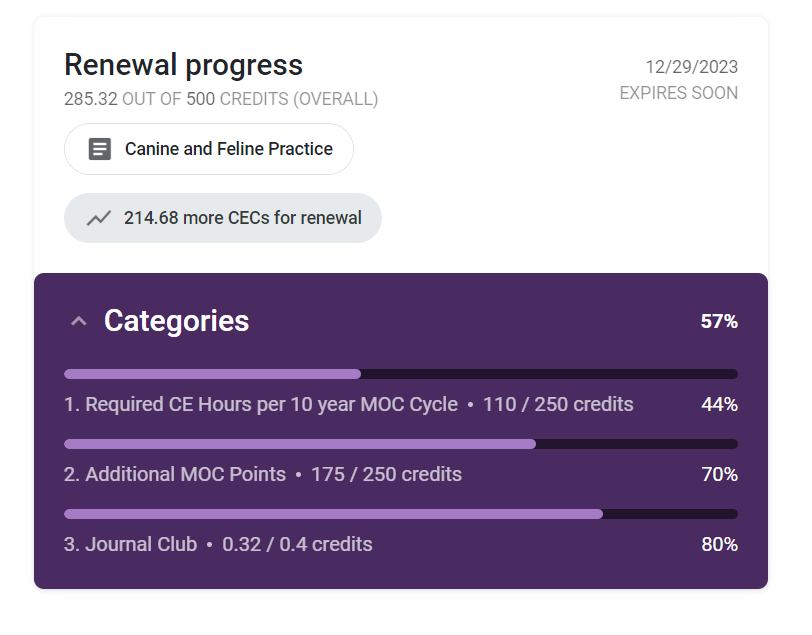 Renewal progress
12/29/2023
285.32 OUT OF 500 CREDITS (OVERALL)
EXPIRES SOON
Canine and Feline Practice
214.68 more CECs for renewal
Categories 57%
1. Required CE Hours per 10 year MOC Cycle • 110 / 250 credits 44%
2. Additional MOC Points • 175 / 250 credits 70%
3. Journal Club • 0.32 / 0.4 credits 80%